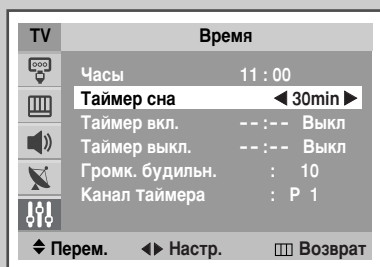 TV Время
Часы 11 : 00
Таймер сна 30min
Таймер вкл. --:-- Выкл
Таймер выкл. --:-- Выкл
Громк. будильн. : 10
Канал таймера : P 1
Перем. Настр. Возврат